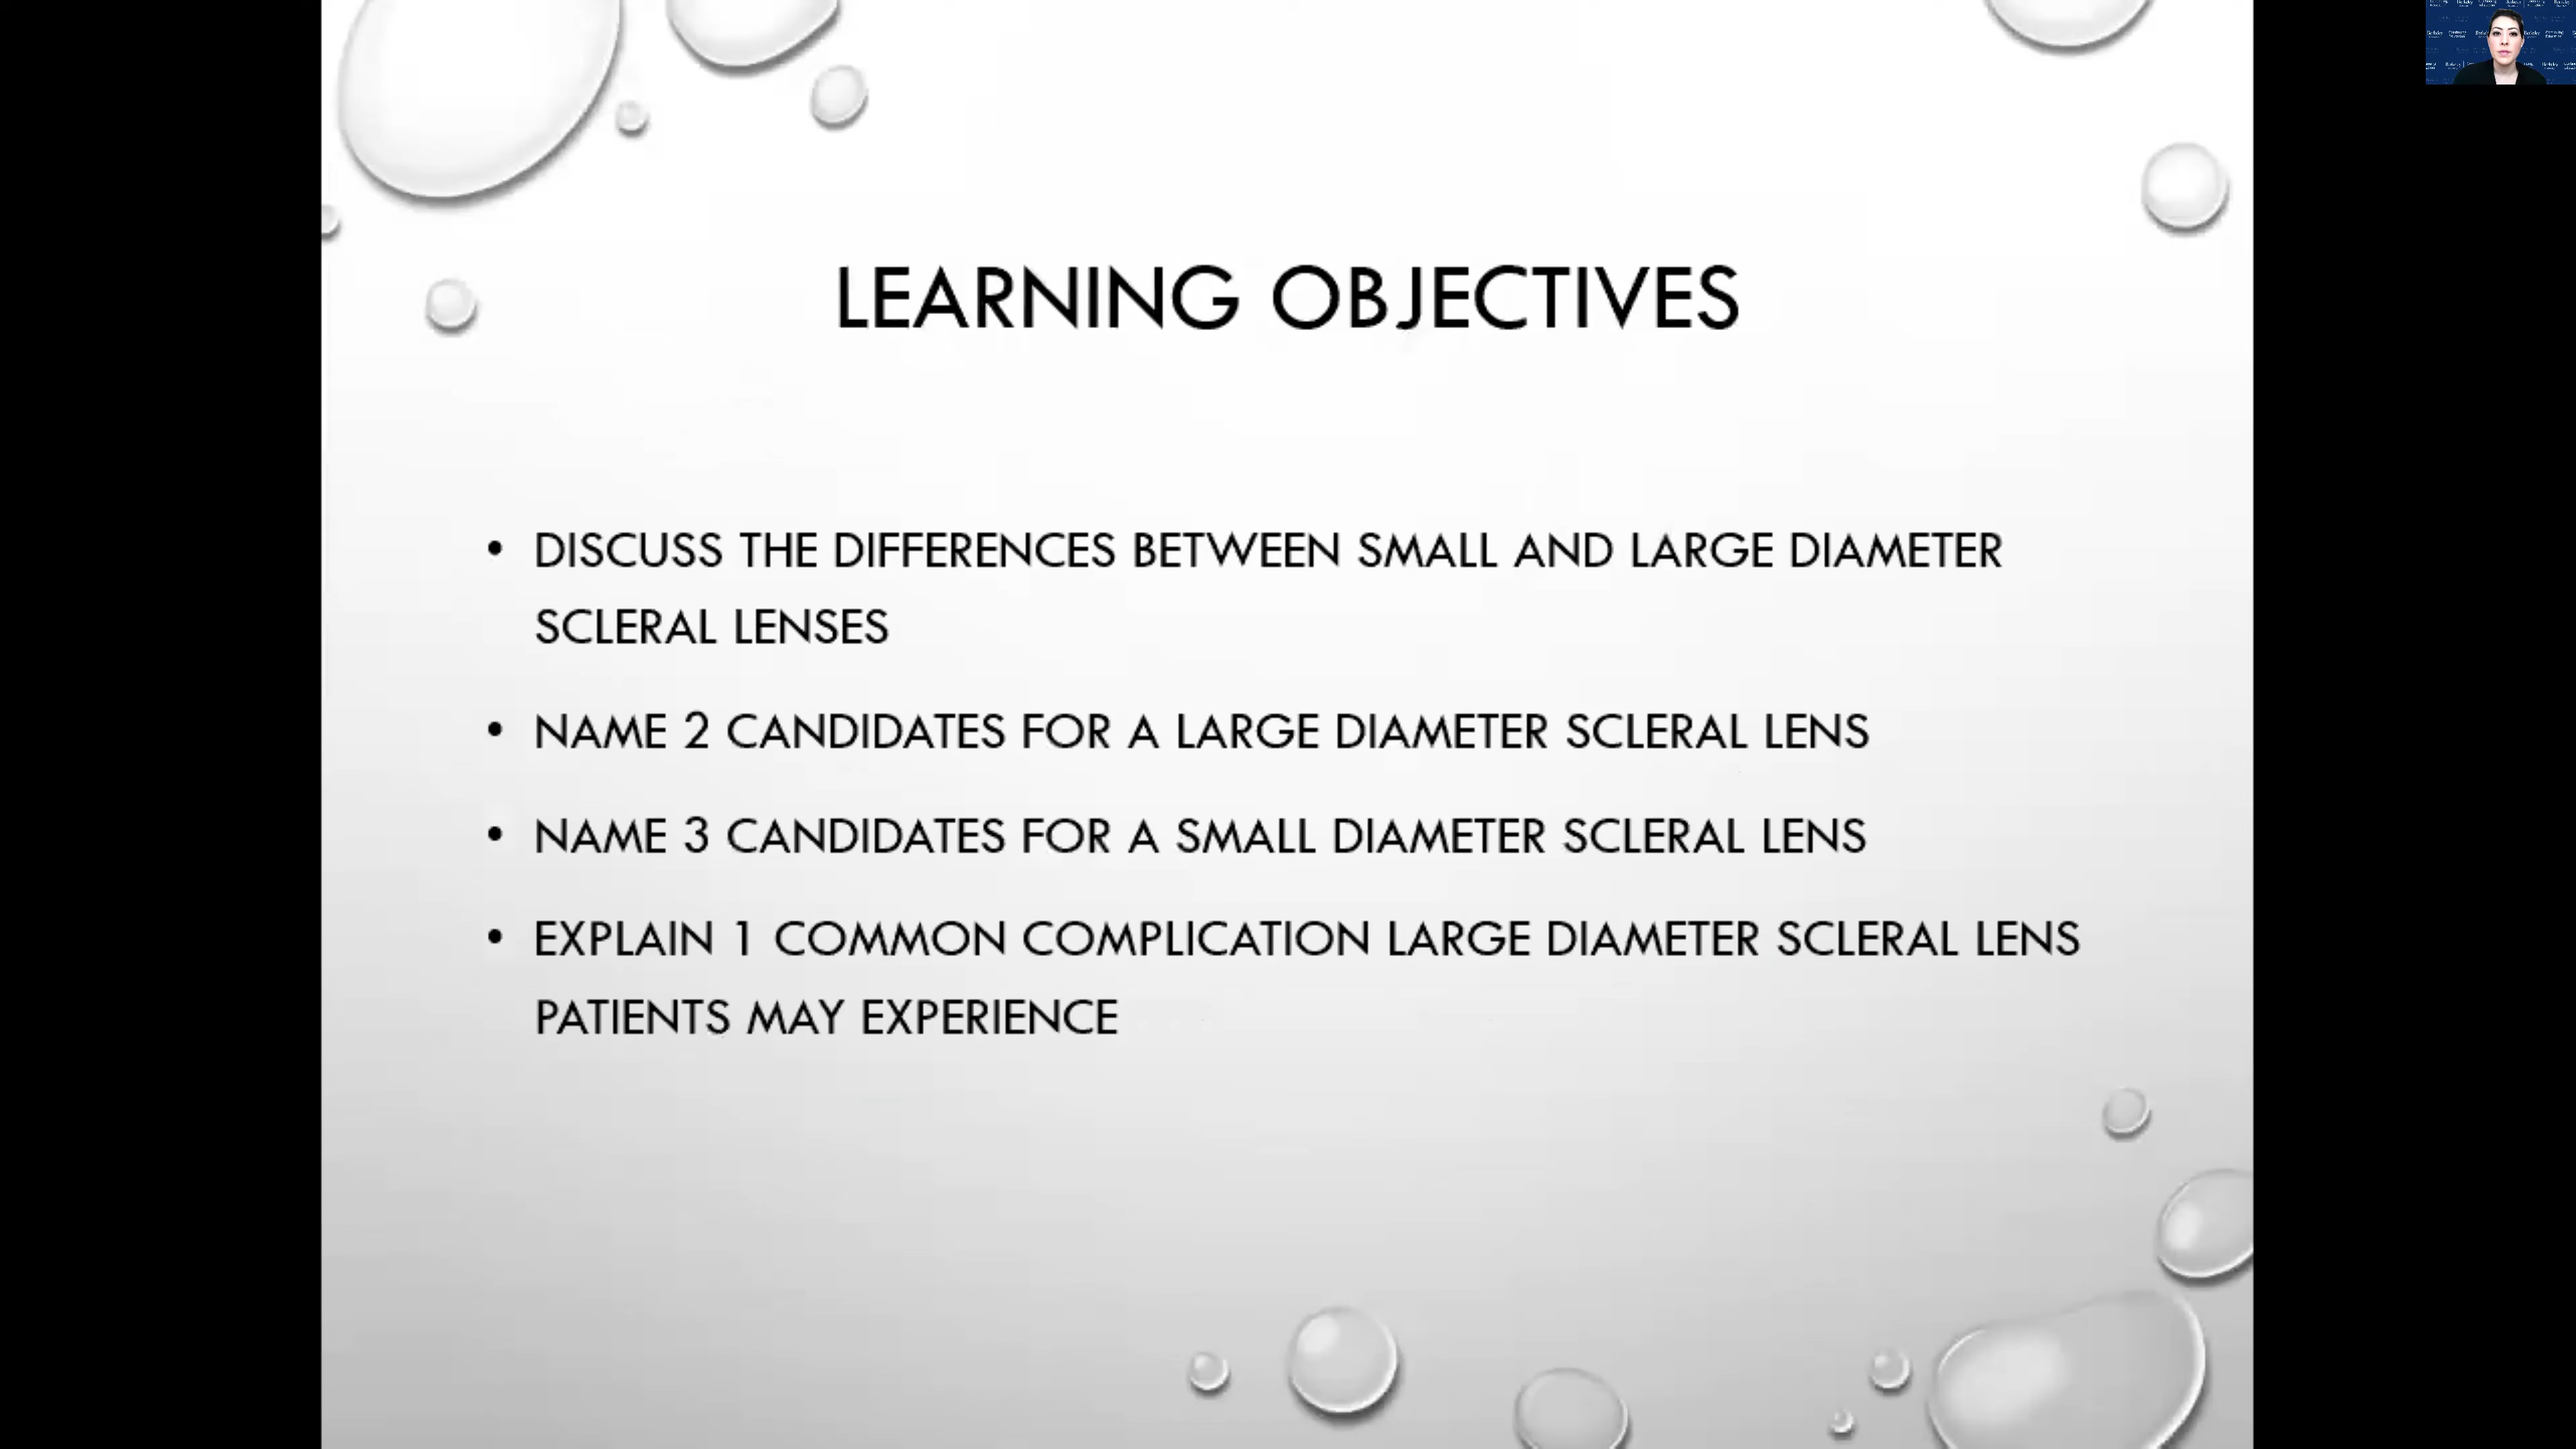 LEARNING OBJECTIVES
• DISCUSS THE DIFFERENCES BETWEEN SMALL AND LARGE DIAMETER
SCLERAL LENSES
• NAME 2 CANDIDATES FOR A LARGE DIAMETER SCLERAL LENS
• NAME 3 CANDIDATES FOR A SMALL DIAMETER SCLERAL LENS
• EXPLAIN 1 COMMON COMPLICATION LARGE DIAMETER SCLERAL LENS
PATIENTS MAY EXPERIENCE